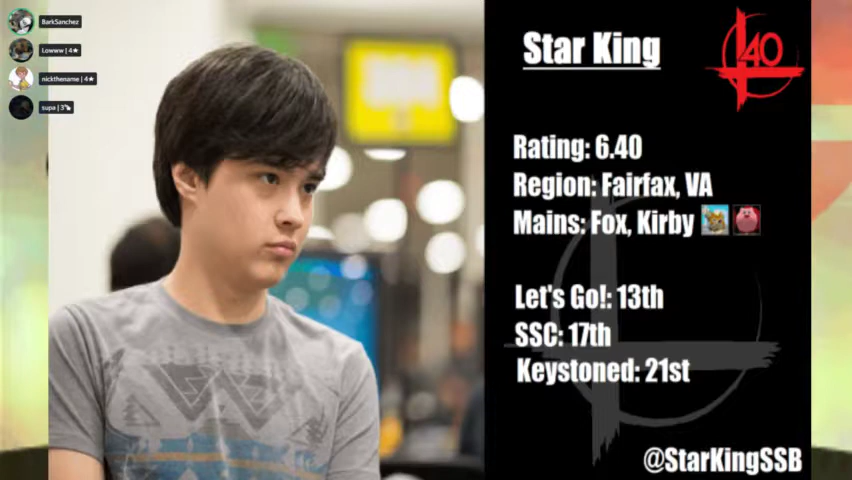 BarkSanchez
Lowww | 4★
nickthename | 4★
supa | 3
Star King
L40
Rating: 6.40
Region: Fairfax, VA
Mains: Fox, Kirby
Let's Go!: 13th
SSC: 17th
Keystoned: 21st
@StarKingSSB